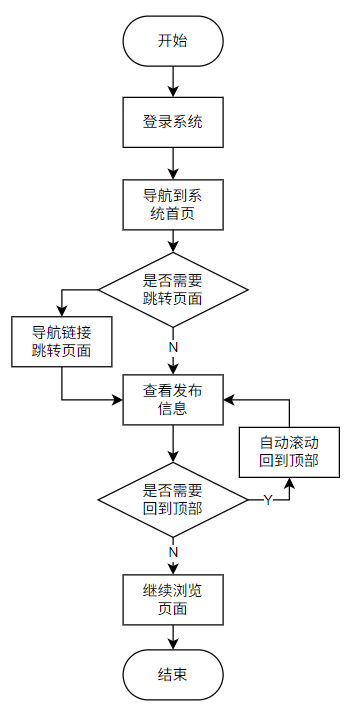 开始
登录系统
导航到系
统首页
是否需要
跳转页面
导航链接
跳转页面
N
查看发布
信息
自动滚动
回到顶部
是否需要
回到顶部
Y
N
继续浏览
页面
结束